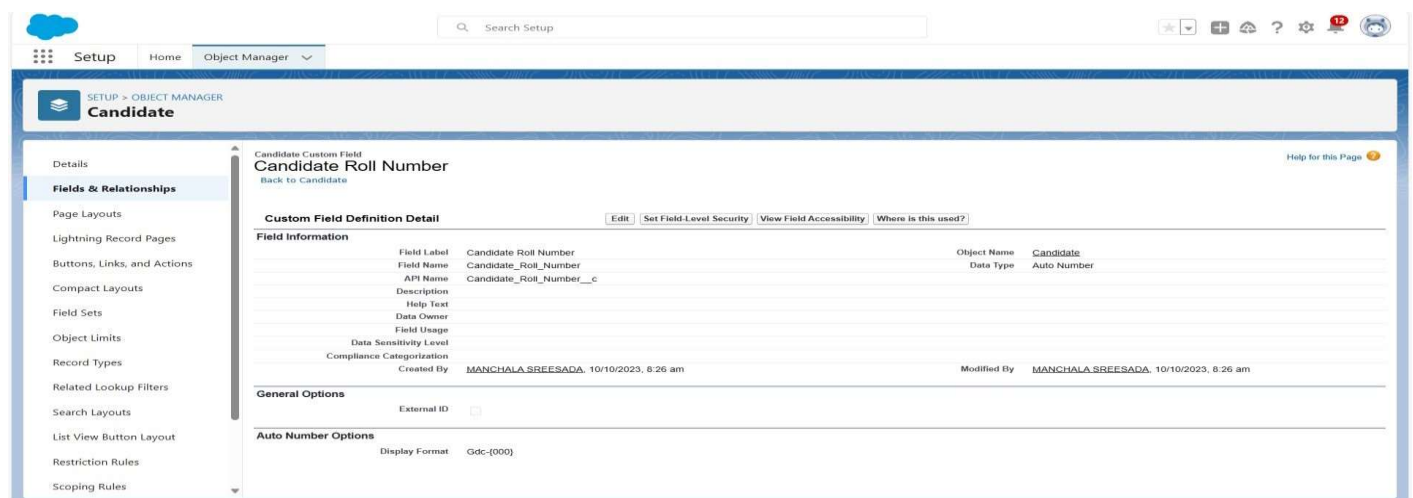 Search Setup
12
Setup Home Object Manager
SETUP > OBJECT MANAGER
Candidate
Details
Fields & Relationships
Page Layouts
Lightning Record Pages
Buttons, Links, and Actions
Compact Layouts
Field Sets
Object Limits
Record Types
Related Lookup Filters
Search Layouts
List View Button Layout
Restriction Rules
Scoping Rules
Candidate Custom Field
Candidate Roll Number
Back to Candidate
Help for this Page
Custom Field Definition Detail Edit Set Field-Level Security View Field Accessibility Where is this used?
Field Information
Field Label Candidate Roll Number Object Name Candidate
Field Name Candidate_Roll_Number Data Type Auto Number
API Name Candidate_Roll_Number__c
Description
Help Text
Data Owner
Field Usage
Data Sensitivity Level
Compliance Categorization
Created By MANCHALA SREESADA, 10/10/2023, 8:26 am Modified By MANCHALA SREESADA, 10/10/2023, 8:26 am
General Options
External ID
Auto Number Options
Display Format Gdc-{000}